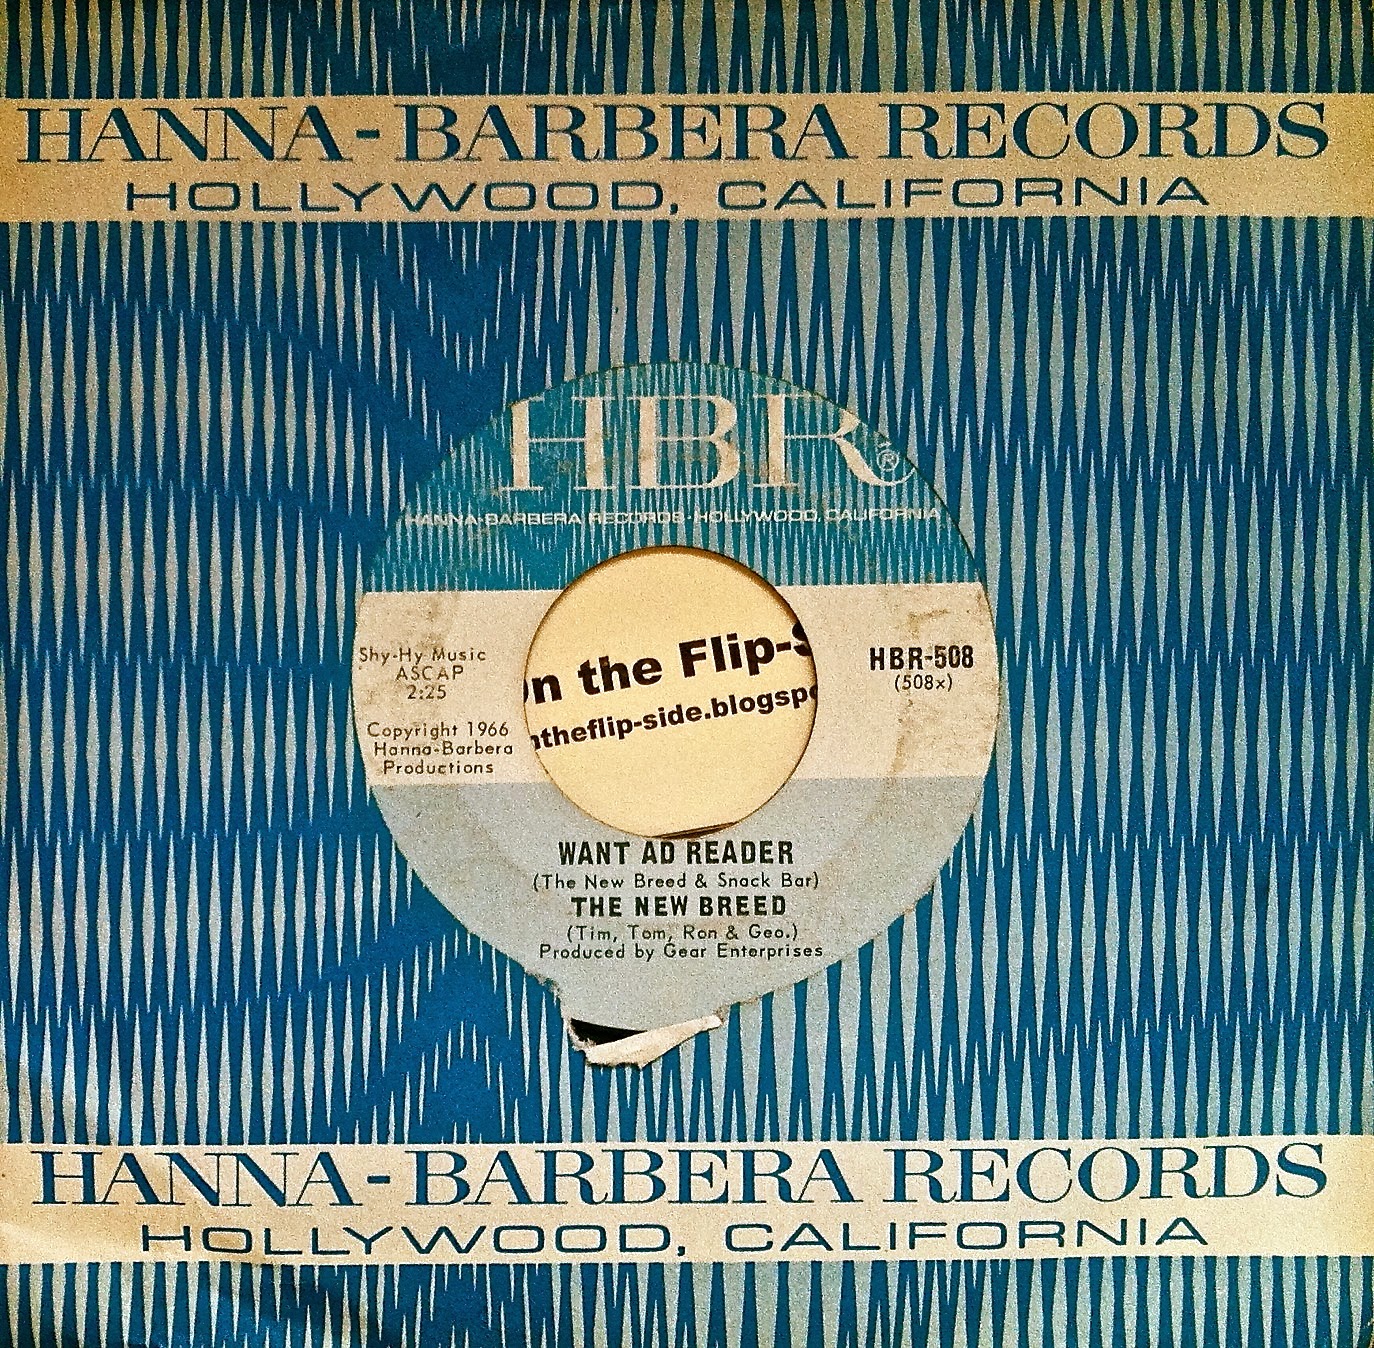 HANNA-BARBERA RECORDS
HOLLYWOOD, CALIFORNIA
HBR®
HANNA-BARBERA RECORDS·HOLLYWOOD, CALIFORNIA
Shy-Hy Music
ASCAP
2:25
Copyright 1966
Hanna-Barbera
Productions
the Flip-
HBR-508
(508x)
WANT AD READER
(The New Breed & Snack Bar)
THE NEW BREED
(Tim, Tom, Ron & Geo.)
Produced by Gear Enterprises
HANNA-BARBERA RECORDS
HOLLYWOOD, CALIFORNIA